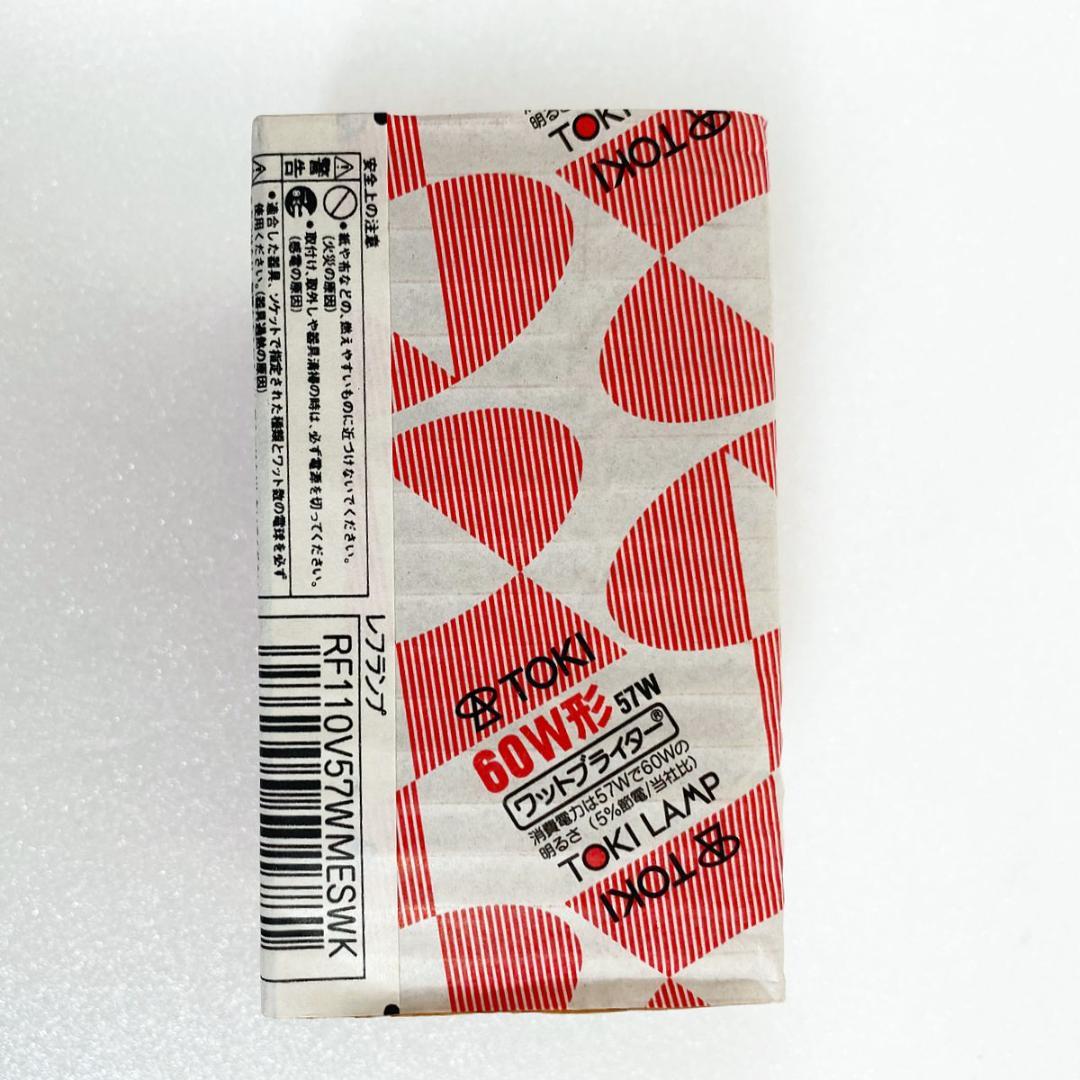 明るさ
TOKI
TOKI
安全上の注意
警告
●紙や布などの、燃えやすいものに近づけないでください。
(火災の原因)
●取付け、取外しや器具清掃の時は、必ず電源を切ってください。
(感電の原因)
●適合した器具、ソケットで指定された種類とワット数の電球を必ず
使用ください。(器具過熱の原因)
レフランプ
RF110V57WMESWK
TOKI
60W形 57W
ワットブライター®
消費電力は57Wで60Wの
明るさ (5%節電/当社比)
TOKI LAMP
TOKI